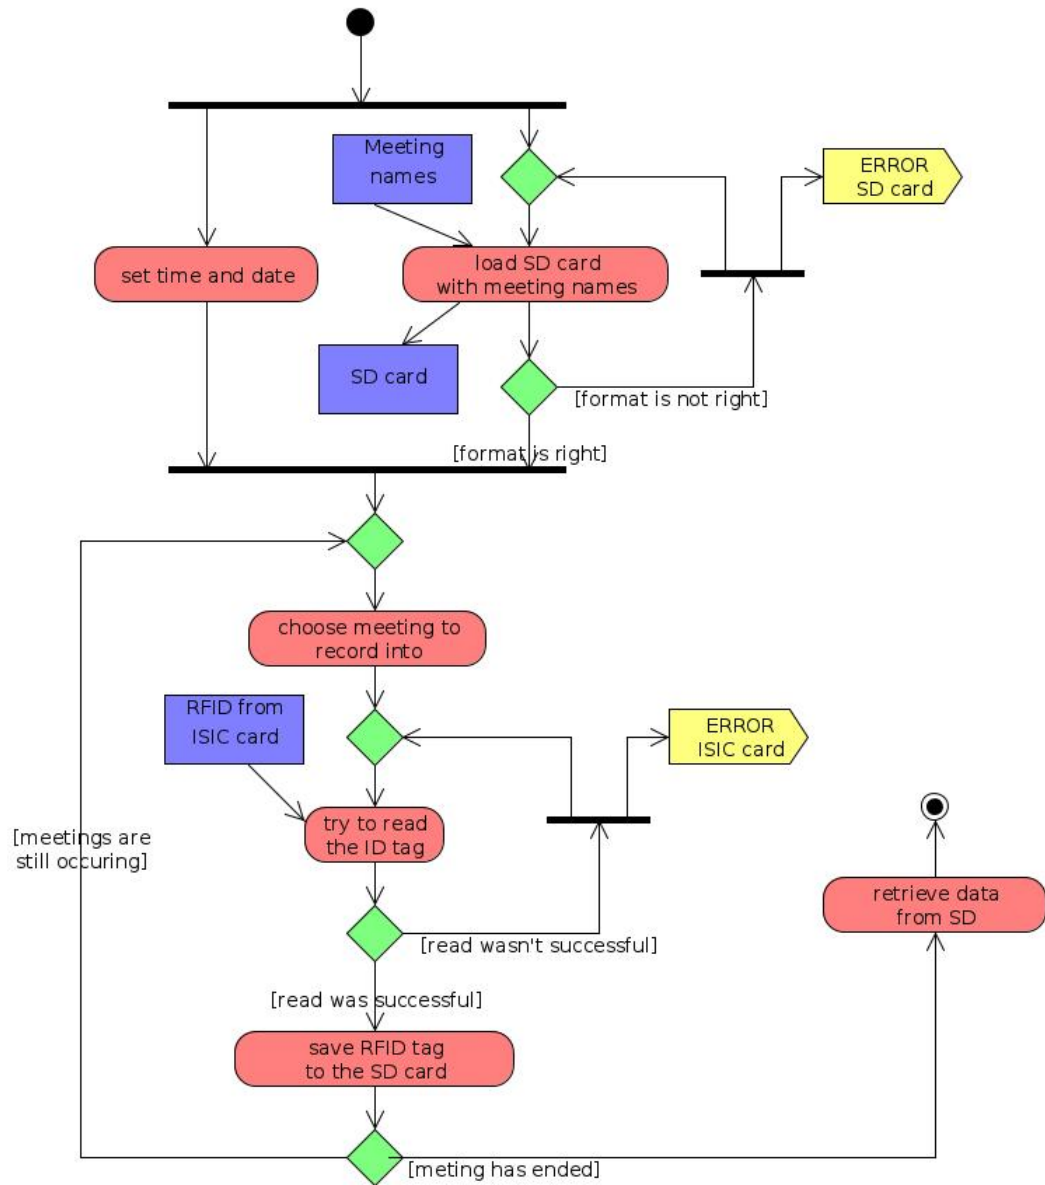 Meeting
names
ERROR
SD card
set time and date
load SD card
with meeting names
SD card
[format is not right]
[format is right]
choose meeting to
record into
RFID from
ISIC card
ERROR
ISIC card
try to read
the ID tag
[meetings are
still occuring]
retrieve data
from SD
[read wasn't successful]
[read was successful]
save RFID tag
to the SD card
[meting has ended]